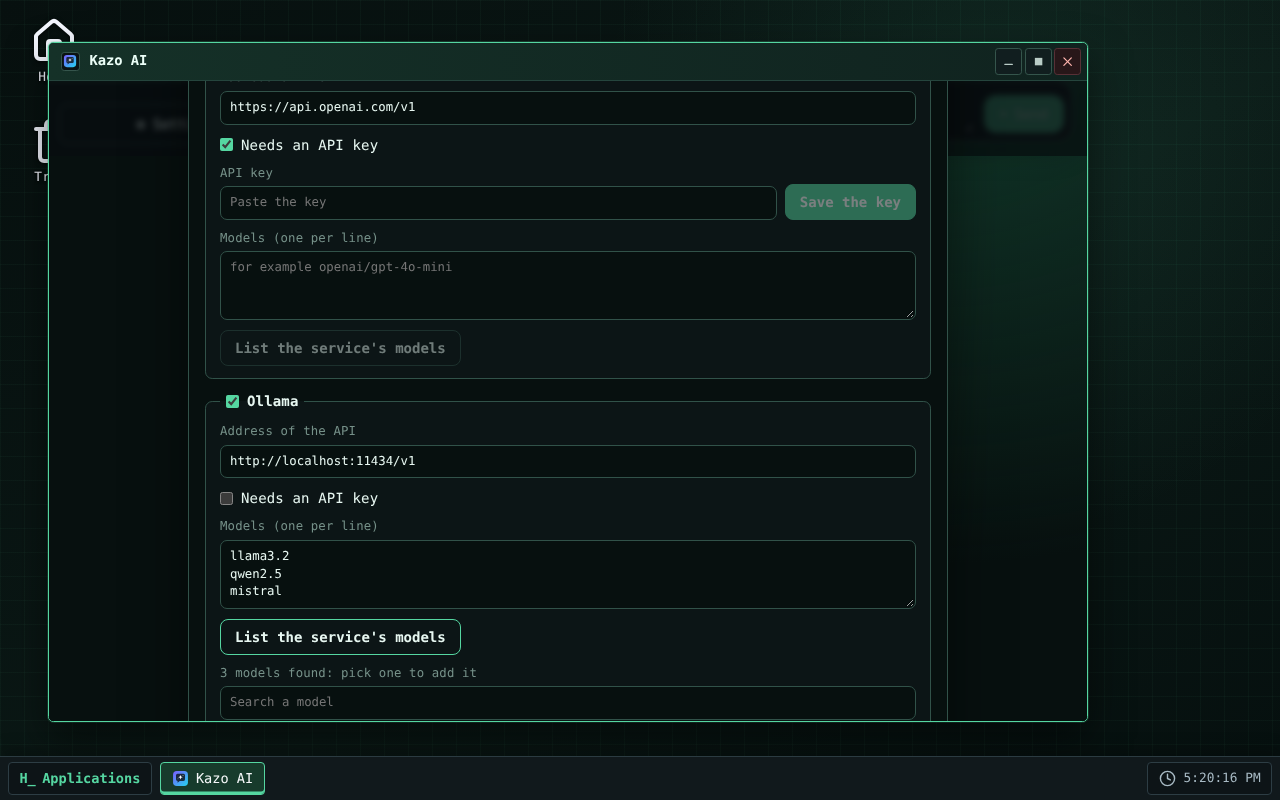 Kazo AI
https://api.openai.com/v1
Needs an API key
API key
Paste the key
Save the key
Models (one per line)
for example openai/gpt-4o-mini
List the service's models
Ollama
Address of the API
http://localhost:11434/v1
Needs an API key
Models (one per line)
llama3.2
qwen2.5
mistral
List the service's models
3 models found: pick one to add it
Search a model
H_ Applications
Kazo AI
5:20:16 PM